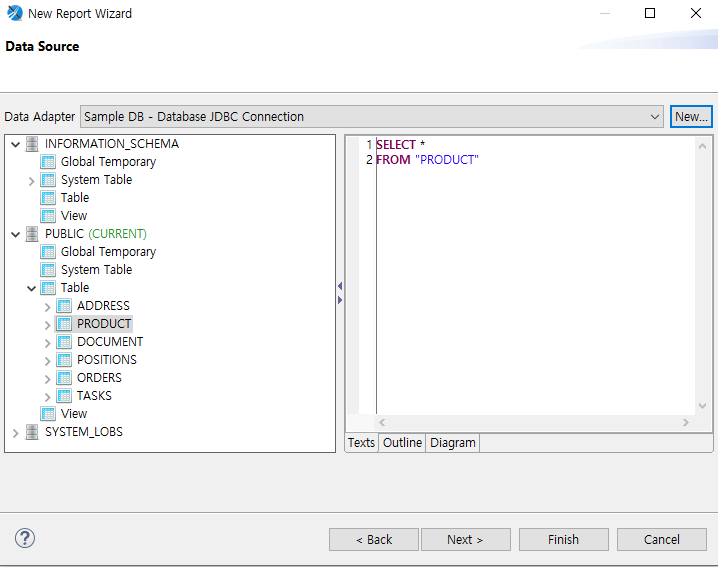 New Report Wizard
Data Source
Data Adapter Sample DB - Database JDBC Connection New...
INFORMATION_SCHEMA
Global Temporary
System Table
Table
View
PUBLIC (CURRENT)
Global Temporary
System Table
Table
ADDRESS
PRODUCT
DOCUMENT
POSITIONS
ORDERS
TASKS
View
SYSTEM_LOBS
1 SELECT *
2 FROM "PRODUCT"
Texts Outline Diagram
? < Back Next > Finish Cancel